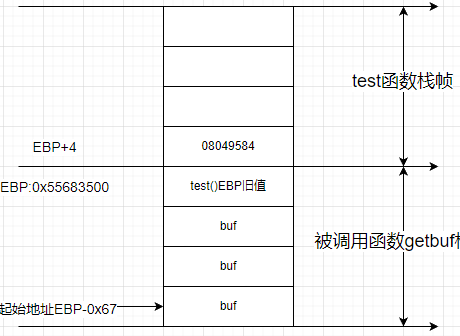 test函数栈帧
EBP+4
08049584
EBP:0x55683500
test()EBP旧值
buf
被调用函数getbuf
buf
起始地址EBP-0x67
buf